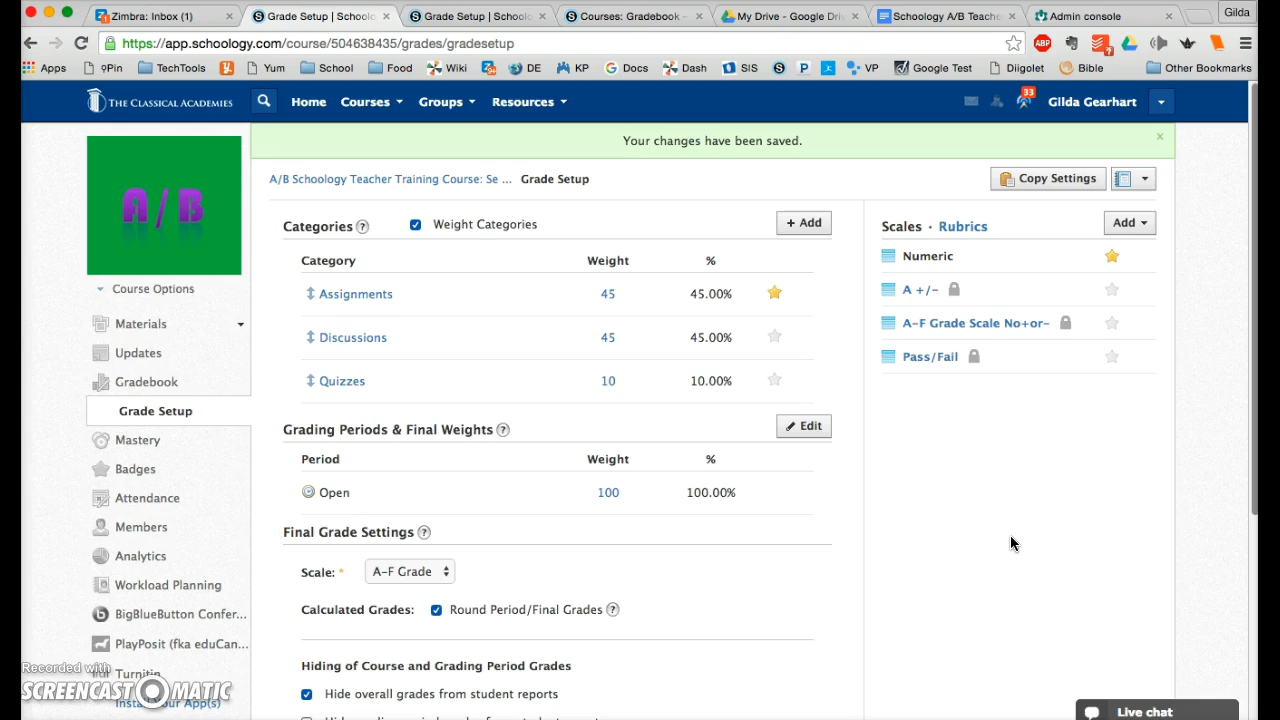 Zimbra: Inbox (1)
Grade Setup | Schoolo
Grade Setup | Schoolo
Courses: Gradebook -
My Drive - Google Dri
Schoology A/B Teache
Admin console
Gilda
https://app.schoology.com/course/504638435/grades/gradesetup
ABP
Apps
9Pin
TechTools
Yum
School
Food
Wiki
DE
KP
Docs
Dash
SIS
VP
Google Test
Diigolet
Bible
Other Bookmarks
THE CLASSICAL ACADEMIES
Home
Courses
Groups
Resources
33
Gilda Gearhart
Your changes have been saved.
A/B
A/B Schoology Teacher Training Course: Se ... Grade Setup
Copy Settings
Course Options
Materials
Updates
Gradebook
Grade Setup
Mastery
Badges
Attendance
Members
Analytics
Workload Planning
BigBlueButton Confer...
PlayPosit (fka eduCan...
Turnitin
Install Your App(s)
Recorded with
SCREENCAST MATIC
Categories ?
Weight Categories
+ Add
Category Weight %
Assignments 45 45.00%
Discussions 45 45.00%
Quizzes 10 10.00%
Grading Periods & Final Weights ?
Edit
Period Weight %
Open 100 100.00%
Final Grade Settings ?
Scale: * A-F Grade
Calculated Grades: Round Period/Final Grades ?
Hiding of Course and Grading Period Grades
Hide overall grades from student reports
Scales · Rubrics
Add
Numeric
A +/-
A-F Grade Scale No+or-
Pass/Fail
Live chat